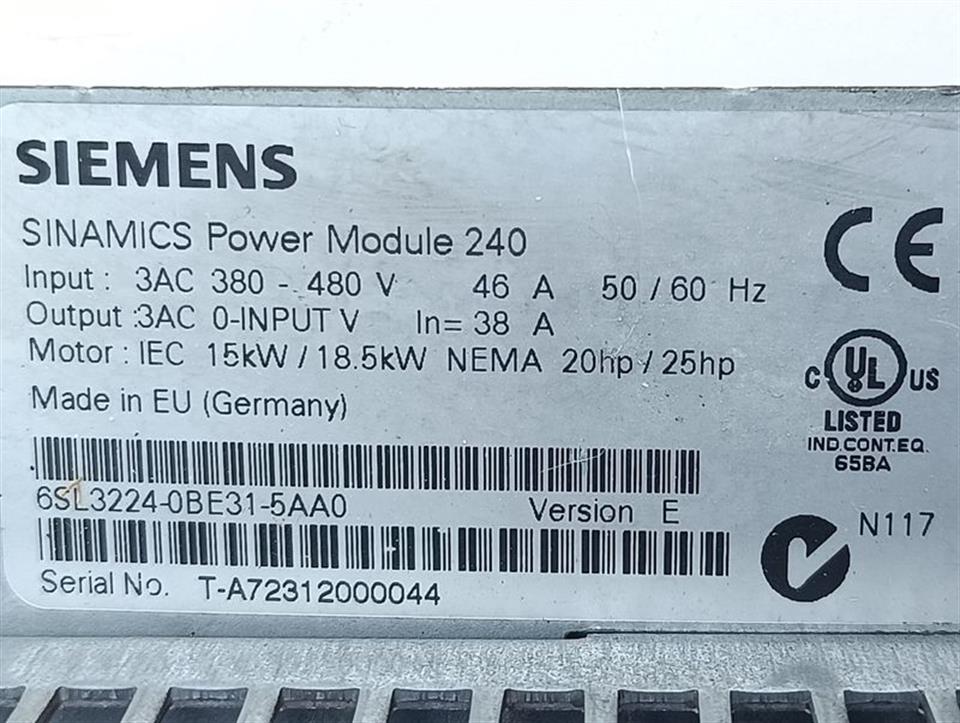 SIEMENS
SINAMICS Power Module 240
Input : 3AC 380 - 480 V 46 A 50 / 60 Hz
Output :3AC 0-INPUT V In= 38 A
Motor : IEC 15kW / 18.5kW NEMA 20hp / 25hp
Made in EU (Germany)
6SL3224-0BE31-5AA0 Version E
Serial No. T-A72312000044
CE
C UL US
LISTED
IND.CONT.EQ.
65BA
N117